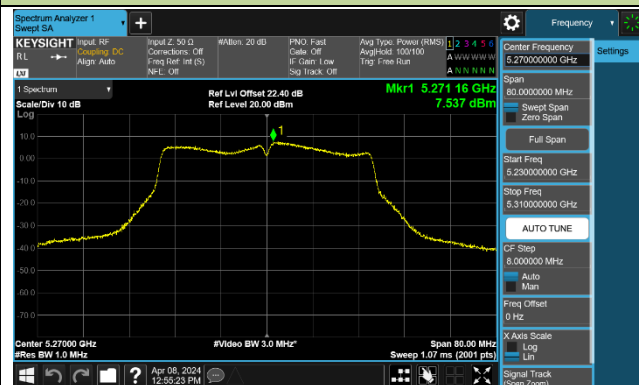 Spectrum Analyzer 1
Swept SA
Frequency
KEYSIGHT
RL
LXI
Input: RF
Coupling: DC
Align: Auto
Input Z: 50 Ω
Corrections: Off
Freq Ref: Int (S)
NFE: Off
#Atten: 20 dB
PNO: Fast
Gate: Off
IF Gain: Low
Sig Track: Off
Avg Type: Power (RMS)
Avg|Hold: 100/100
Trig: Free Run
1 2 3 4 5 6
A W W W W W
A N N N N N
1 Spectrum
Scale/Div 10 dB
Log
Ref Lvl Offset 22.40 dB
Ref Level 20.00 dBm
Mkr1 5.271 16 GHz
7.537 dBm
1
10.0
0.00
-10.0
-20.0
-30.0
-40.0
-50.0
-60.0
-70.0
Center 5.27000 GHz
#Res BW 1.0 MHz
#Video BW 3.0 MHz*
Span 80.00 MHz
Sweep 1.07 ms (2001 pts)
Apr 08, 2024
12:55:23 PM
Center Frequency
5.270000000 GHz
Settings
Span
80.0000000 MHz
Swept Span
Zero Span
Full Span
Start Freq
5.230000000 GHz
Stop Freq
5.310000000 GHz
AUTO TUNE
CF Step
8.000000 MHz
Auto
Man
Freq Offset
0 Hz
X Axis Scale
Log
Lin
Signal Track
(Span Zoom)